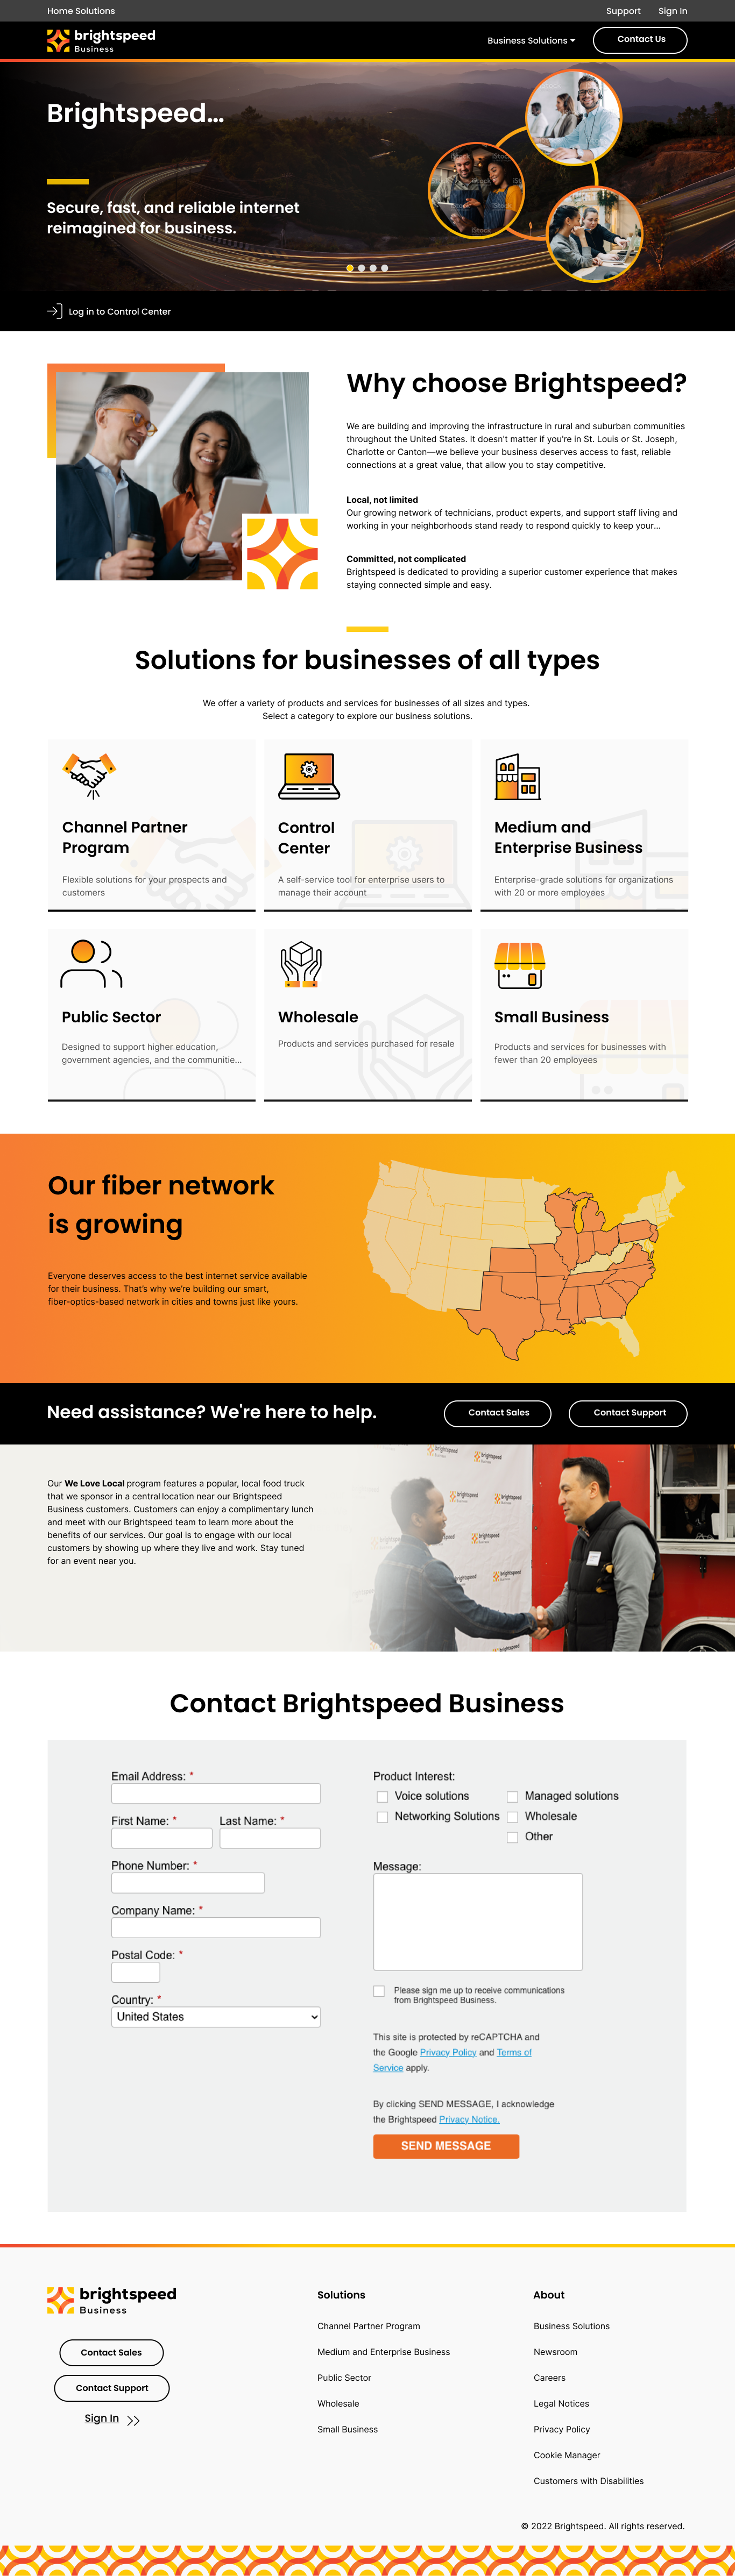 Home Solutions
Support
Sign In
brightspeed
Business
Business Solutions
Contact Us
Brightspeed...
iStock
iStock
iStock
iStock
iStock
Secure, fast, and reliable internet
reimagined for business.
Log in to Control Center
Why choose Brightspeed?
We are building and improving the infrastructure in rural and suburban communities
throughout the United States. It doesn't matter if you're in St. Louis or St. Joseph,
Charlotte or Canton—we believe your business deserves access to fast, reliable
connections at a great value, that allow you to stay competitive.
Local, not limited
Our growing network of technicians, product experts, and support staff living and
working in your neighborhoods stand ready to respond quickly to keep your...
Committed, not complicated
Brightspeed is dedicated to providing a superior customer experience that makes
staying connected simple and easy.
Solutions for businesses of all types
We offer a variety of products and services for businesses of all sizes and types.
Select a category to explore our business solutions.
Channel Partner
Program
Flexible solutions for your prospects and
customers
Control
Center
A self-service tool for enterprise users to
manage their account
Medium and
Enterprise Business
Enterprise-grade solutions for organizations
with 20 or more employees
Public Sector
Designed to support higher education,
government agencies, and the communitie...
Wholesale
Products and services purchased for resale
Small Business
Products and services for businesses with
fewer than 20 employees
Our fiber network
is growing
Everyone deserves access to the best internet service available
for their business. That's why we're building our smart,
fiber-optics-based network in cities and towns just like yours.
Need assistance? We're here to help.
Contact Sales
Contact Support
Our We Love Local program features a popular, local food truck
that we sponsor in a central location near our Brightspeed
Business customers. Customers can enjoy a complimentary lunch
and meet with our Brightspeed team to learn more about the
benefits of our services. Our goal is to engage with our local
customers by showing up where they live and work. Stay tuned
for an event near you.
brightspeed
brightspeed
brightspeed
brightspeed
brightspeed
brightspeed
Contact Brightspeed Business
Email Address: *
First Name: *
Last Name: *
Phone Number: *
Company Name: *
Postal Code: *
Country: *
United States
Product Interest:
Voice solutions
Managed solutions
Networking Solutions
Wholesale
Other
Message:
Please sign me up to receive communications
from Brightspeed Business.
This site is protected by reCAPTCHA and
the Google Privacy Policy and Terms of
Service apply.
By clicking SEND MESSAGE, I acknowledge
the Brightspeed Privacy Notice.
SEND MESSAGE
brightspeed
Business
Contact Sales
Contact Support
Sign In
Solutions
Channel Partner Program
Medium and Enterprise Business
Public Sector
Wholesale
Small Business
About
Business Solutions
Newsroom
Careers
Legal Notices
Privacy Policy
Cookie Manager
Customers with Disabilities
© 2022 Brightspeed. All rights reserved.